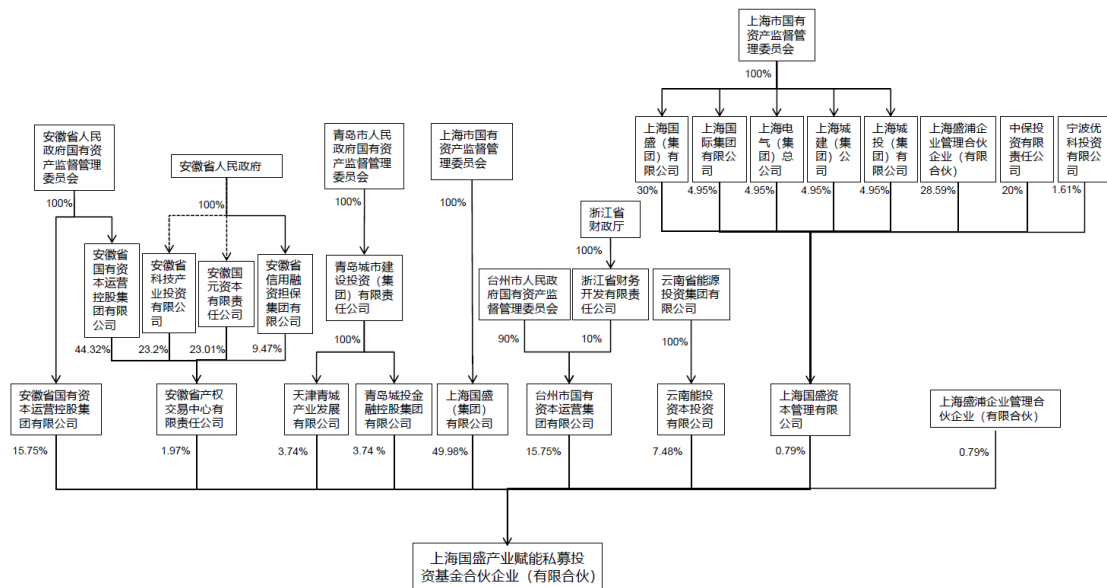 上海市国有
资产监督管
理委员会
100%
安徽省人民
政府国有资
产监督管理
委员会
安徽省人民政府
青岛市人民
政府国有资
产监督管理
委员会
上海市国有
资产监督管
理委员会
上海国
盛（集
团）有
限公司
上海国
际集团
有限公
司
上海电
气（集
团）总
公司
上海城
建（集
团）公
司
上海城
投（集
团）有
限公司
上海盛浦企
业管理合伙
企业（有限
合伙）
中保投
资有限
责任公
司
宁波优
科投资
有限公
司
30%
4.95%
4.95%
4.95%
4.95%
28.59%
20%
1.61%
100%
100%
100%
100%
浙江省
财政厅
100%
安徽省
国有资
本运营
控股集
团有限
公司
安徽省
科技产
业投资
有限公
司
安徽国
元资本
有限责
任公司
安徽省
信用融
资担保
集团有
限公司
青岛城市建
设投资（集
团）有限责
任公司
台州市人民政
府国有资产监
督管理委员会
浙江省财务
开发有限责
任公司
云南省能源
投资集团有
限公司
44.32%
23.2%
23.01%
9.47%
100%
90%
10%
100%
安徽省国有资
本运营控股集
团有限公司
安徽省产权
交易中心有
限责任公司
天津青城
产业发展
有限公司
青岛城投金
融控股集团
有限公司
上海国盛
（集团）
有限公司
台州市国有
资本运营集
团有限公司
云南能投
资本投资
有限公司
上海国盛资
本管理有限
公司
上海盛浦企业管理合
伙企业（有限合伙）
15.75%
1.97%
3.74%
3.74 %
49.98%
15.75%
7.48%
0.79%
0.79%
上海国盛产业赋能私募投
资基金合伙企业（有限合伙）